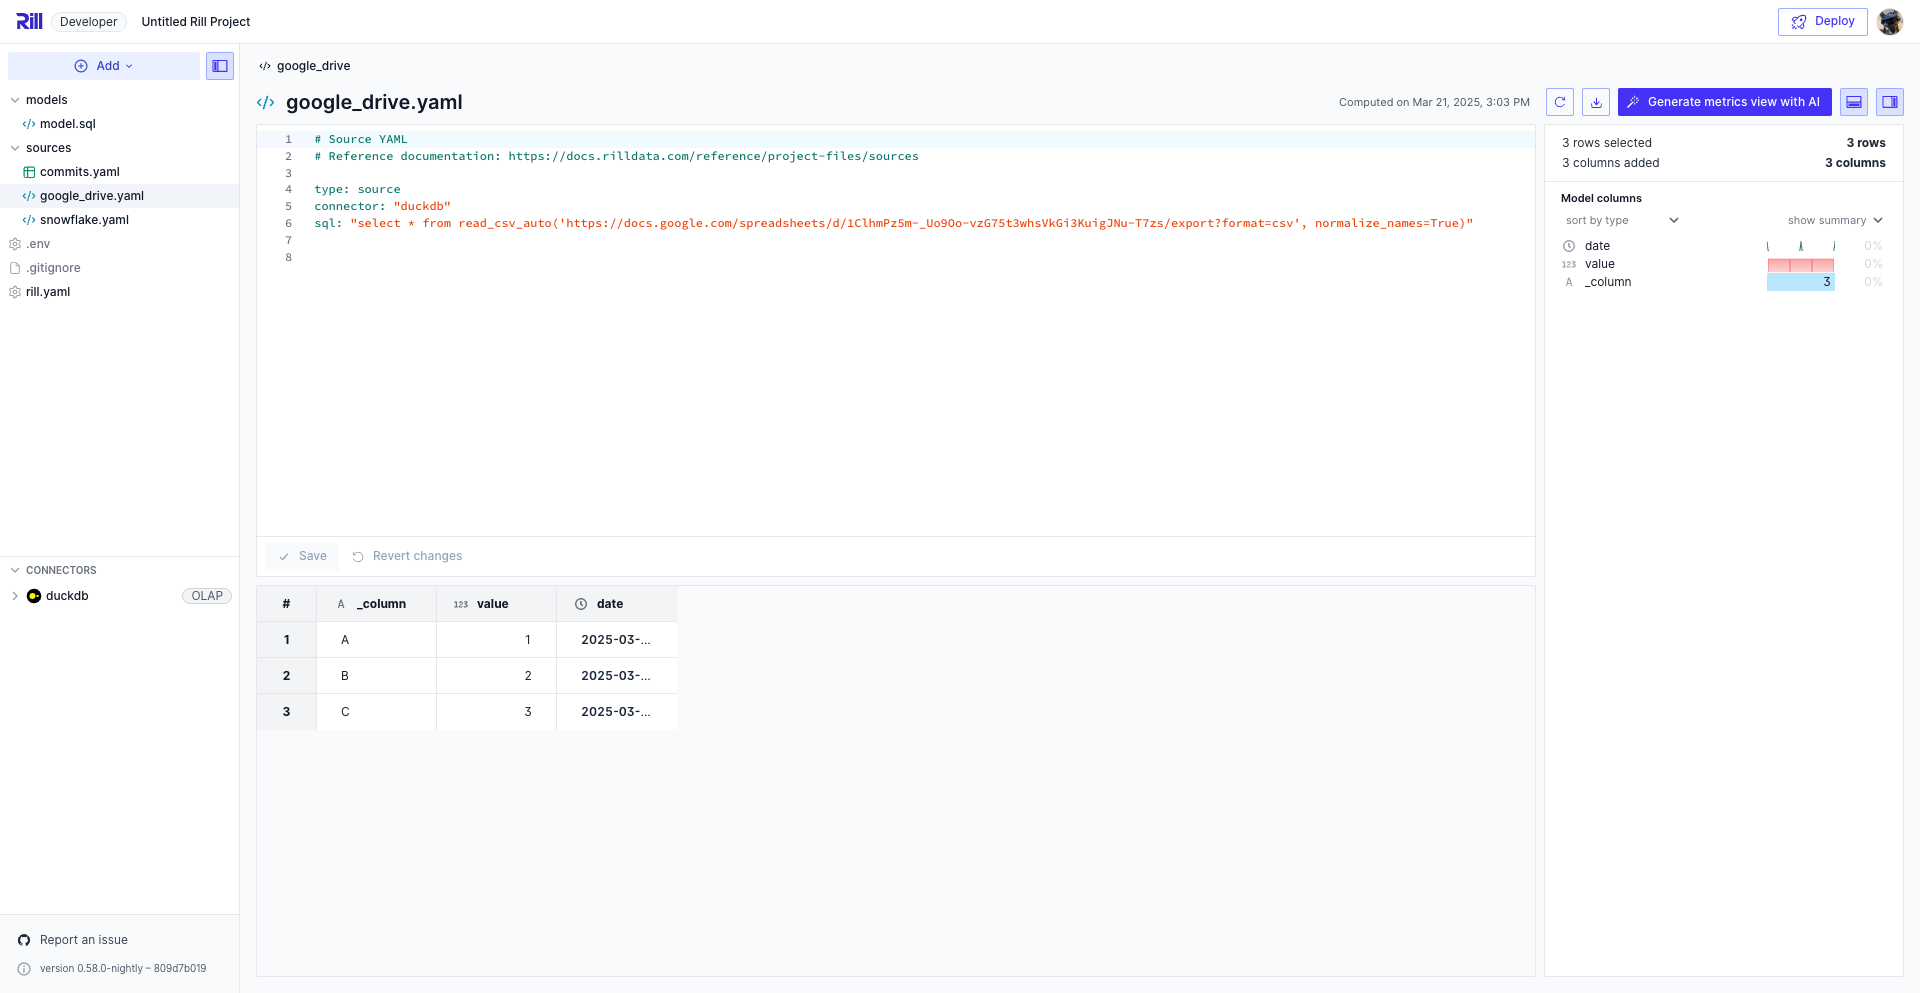 Rill Developer Untitled Rill Project Deploy
Add
models
model.sql
sources
commits.yaml
google_drive.yaml
snowflake.yaml
.env
.gitignore
rill.yaml
CONNECTORS
duckdb OLAP
Report an issue
version 0.58.0-nightly – 809d7b019
google_drive
google_drive.yaml Computed on Mar 21, 2025, 3:03 PM Generate metrics view with AI
1 # Source YAML
2 # Reference documentation: https://docs.rilldata.com/reference/project-files/sources
3
4 type: source
5 connector: "duckdb"
6 sql: "select * from read_csv_auto('https://docs.google.com/spreadsheets/d/1ClhmPz5m-_Uo9Oo-vzG75t3whsVkGi3KuigJNu-T7zs/export?format=csv', normalize_names=True)"
7
8
Save Revert changes
# A _column 123 value date
1 A 1 2025-03-...
2 B 2 2025-03-...
3 C 3 2025-03-...
3 rows selected 3 rows
3 columns added 3 columns
Model columns
sort by type show summary
date 0%
123 value 0%
A _column 3 0%